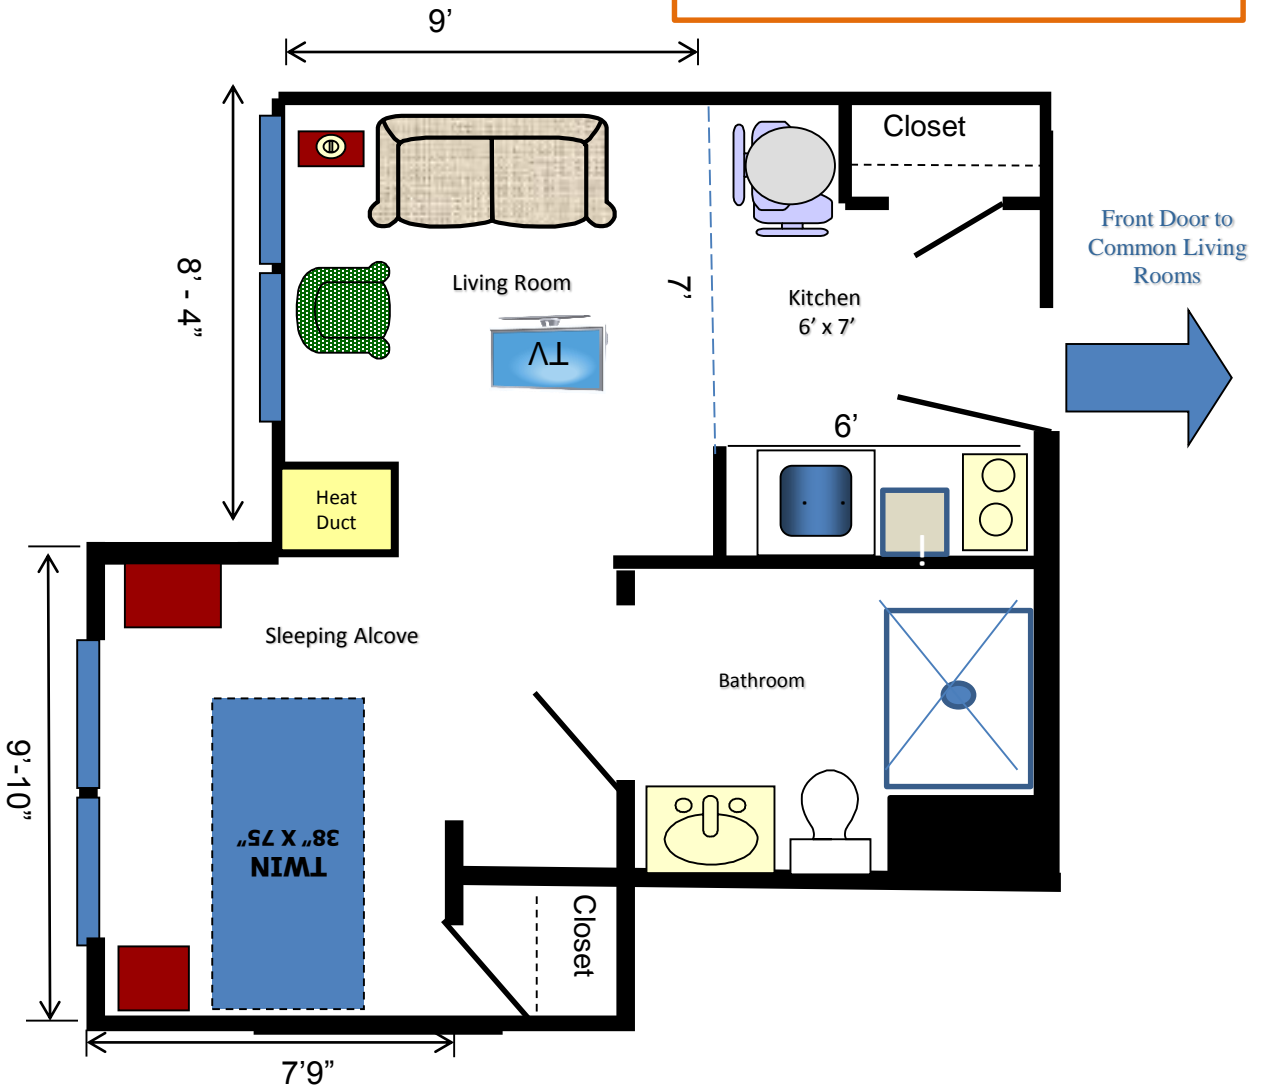 9’
Closet
Front Door to
Common Living
Rooms
8’ - 4”
Living Room
7’
Kitchen
6’ x 7’
TV
6’
Heat
Duct
Sleeping Alcove
Bathroom
9’-10”
TWIN
38” X 75”
Closet
7’9”